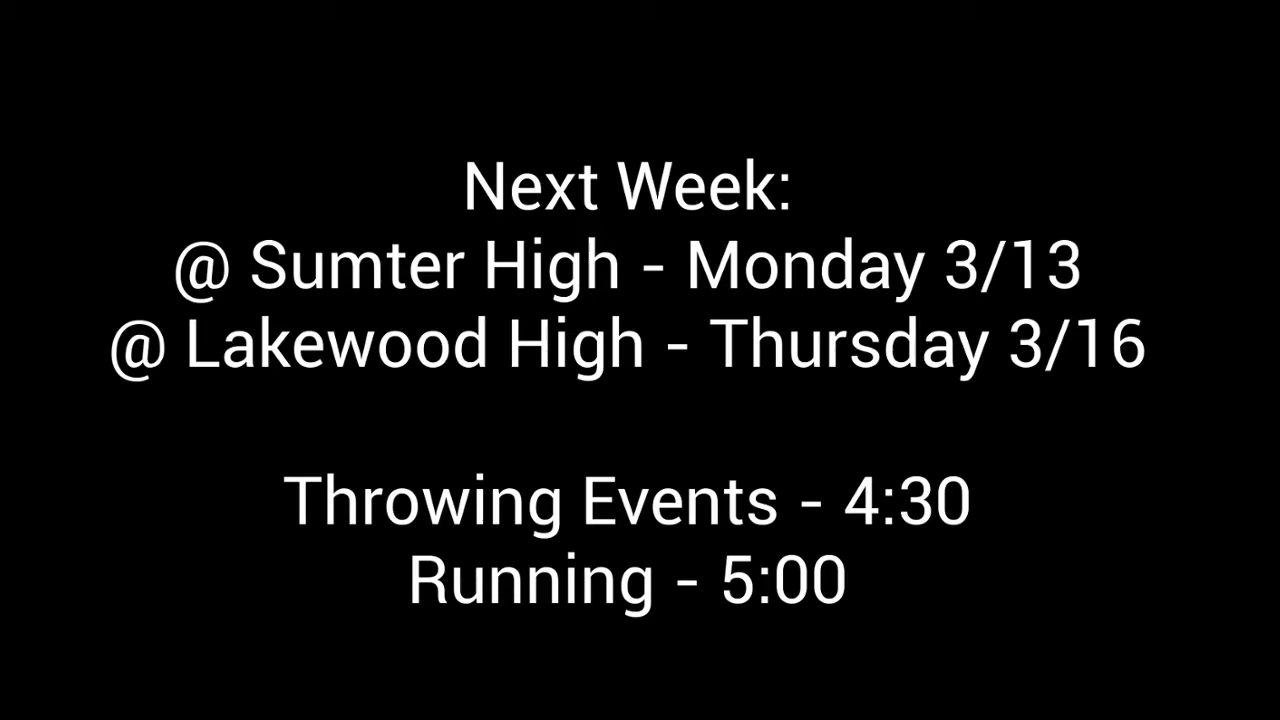 Next Week:
@ Sumter High - Monday 3/13
@ Lakewood High - Thursday 3/16
Throwing Events - 4:30
Running - 5:00